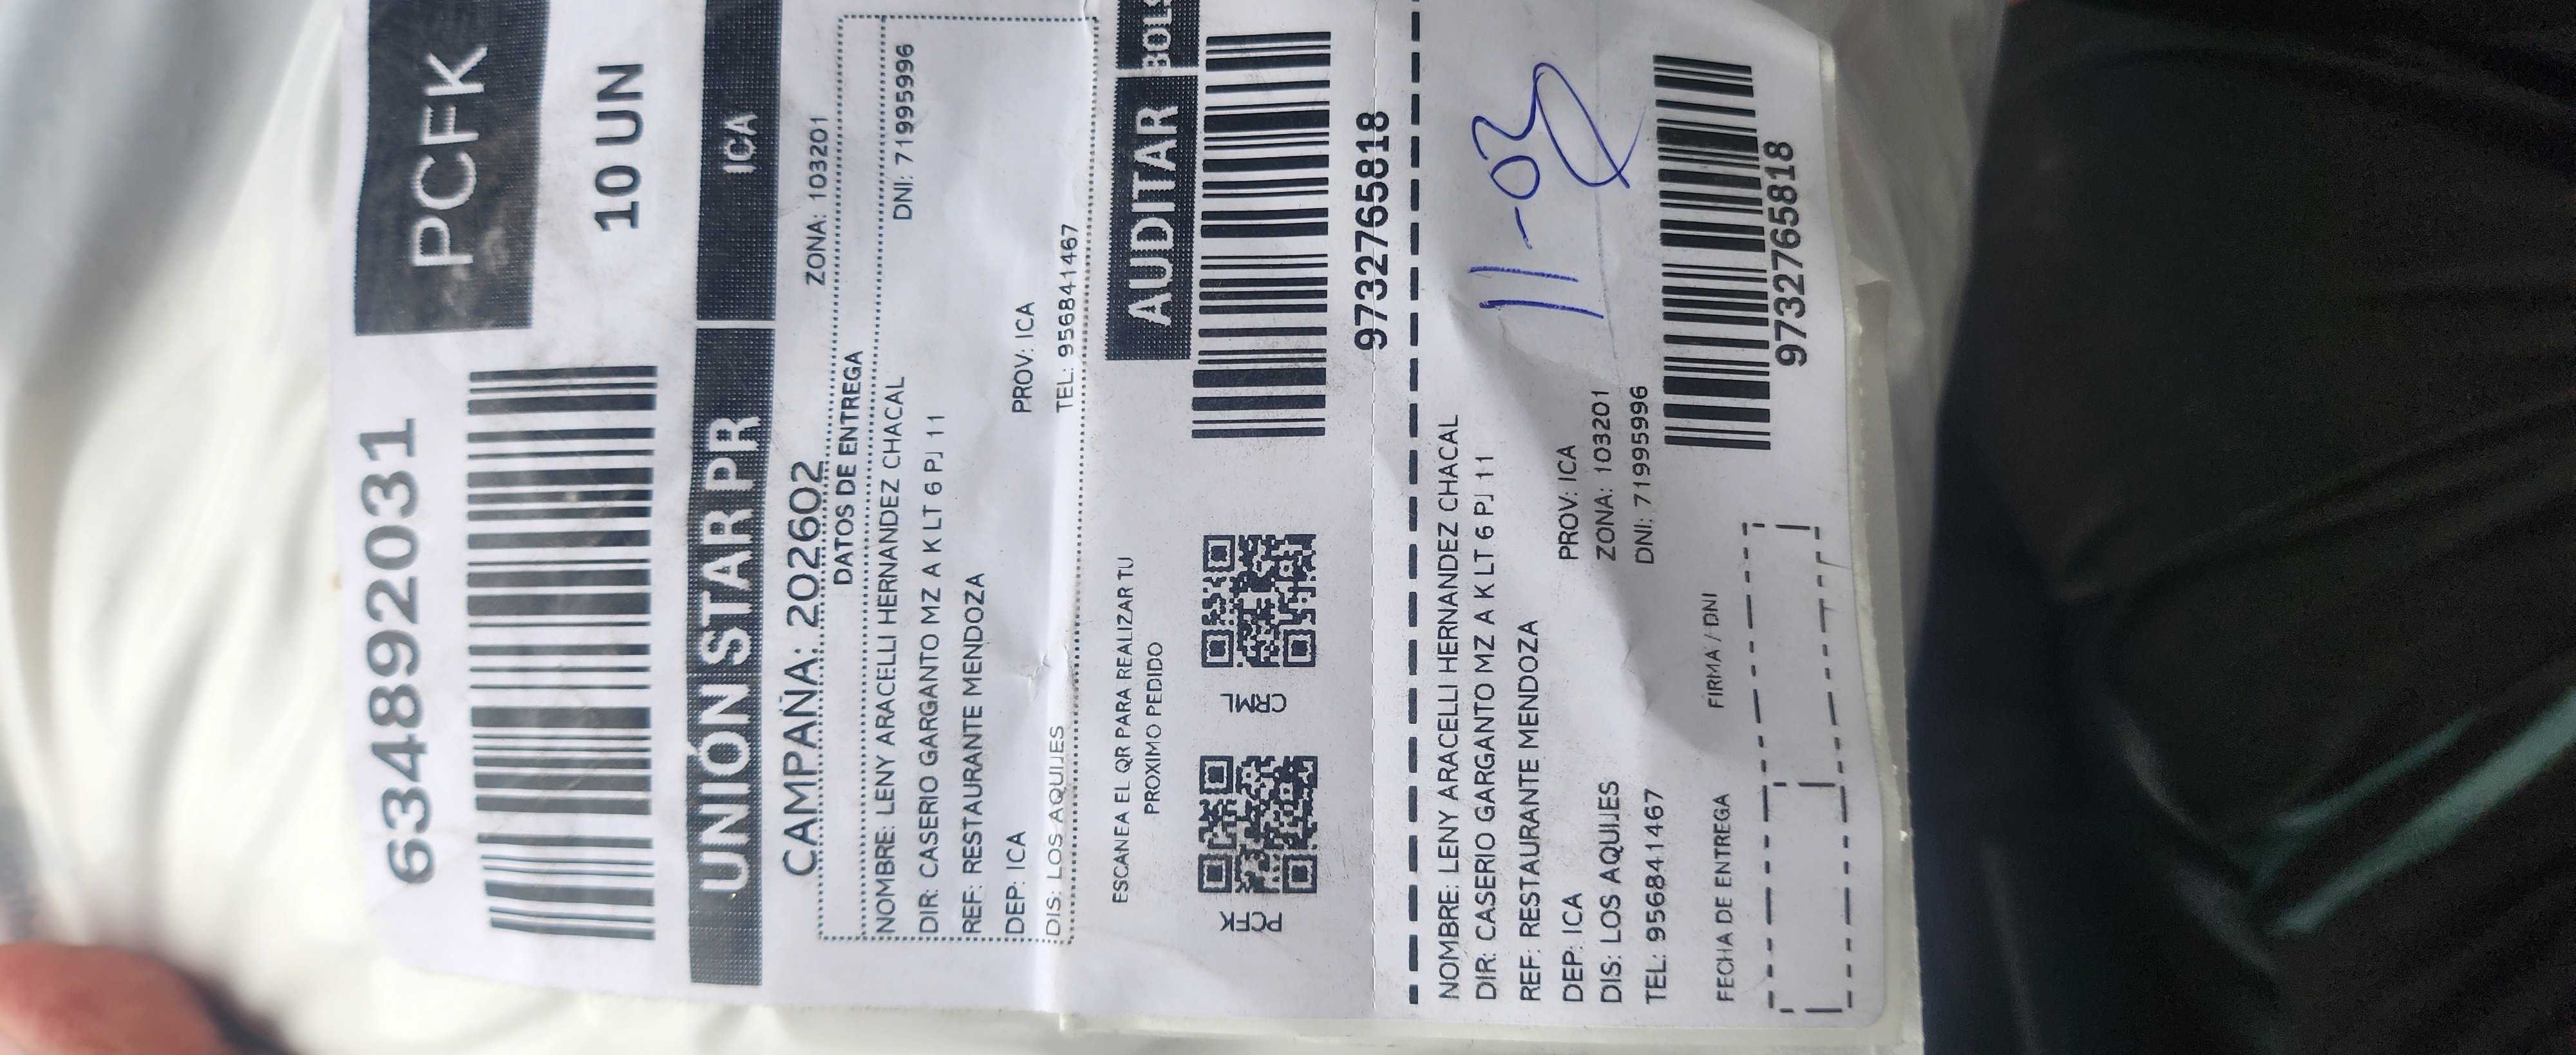 634892031
PCFK
10 UN
UNIÓN STAR PR
ICA
CAMPAÑA: 202602
ZONA: 103201
DATOS DE ENTREGA
NOMBRE: LENY ARACELLI HERNANDEZ CHACAL
DNI: 71995996
DIR: CASERIO GARGANTO MZ A K LT 6 PJ 11
REF: RESTAURANTE MENDOZA
DEP: ICA
PROV: ICA
DIS: LOS AQUIJES
TEL: 956841467
ESCANEA EL QR PARA REALIZAR TU
PROXIMO PEDIDO
PCFK
AUDITAR
9732765818
NOMBRE: LENY ARACELLI HERNANDEZ CHACAL
DIR: CASERIO GARGANTO MZ A K LT 6 PJ 11
REF: RESTAURANTE MENDOZA
11-03
DEP: ICA
PROV: ICA
DIS: LOS AQUIJES
ZONA: 103201
TEL: 956841467
DNI: 71995996
FECHA DE ENTREGA
FIRMA / DNI
9732765818